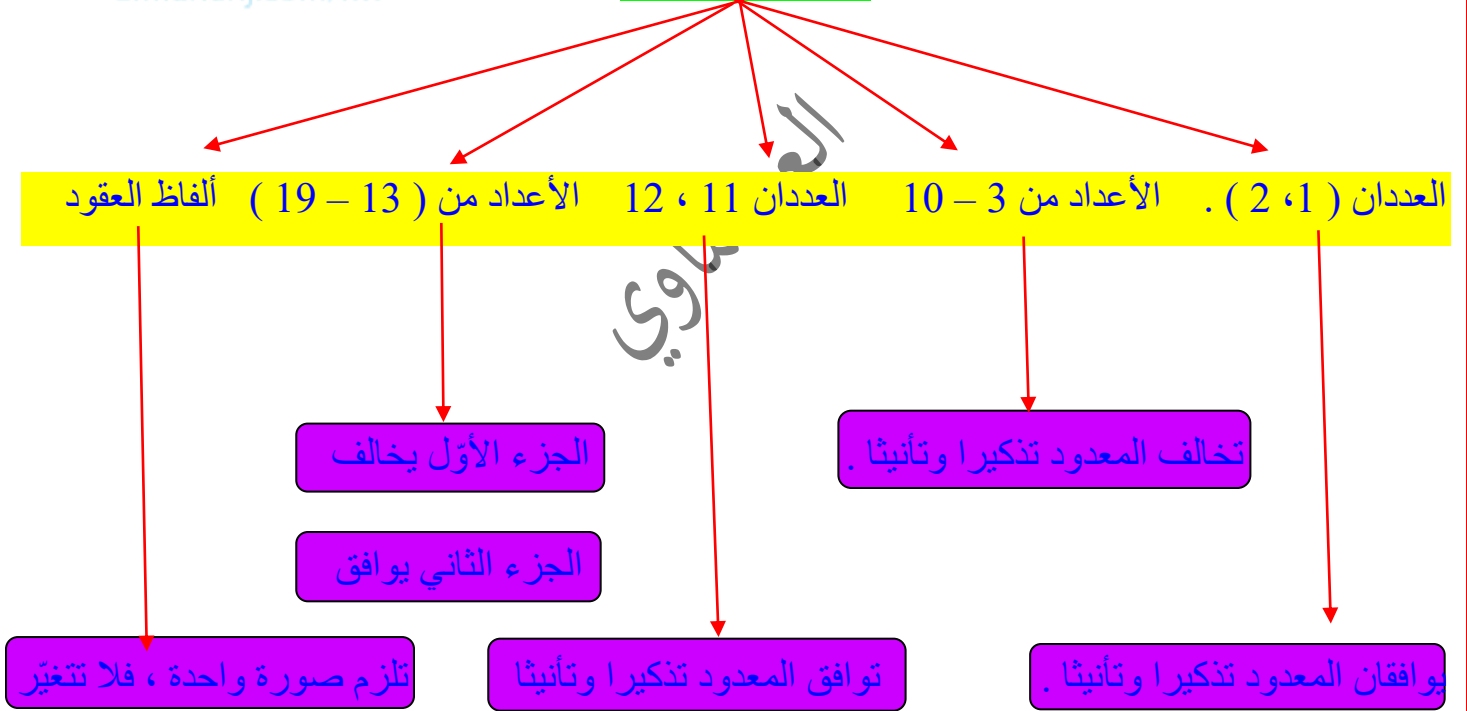 العددان ( 1، 2 ) . الأعداد من 3 – 10 العددان 11 ، 12 الأعداد من ( 13 – 19 ) ألفاظ العقود
تخالف المعدود تذكيرا وتأنيثا .
الجزء الأوّل يخالف
الجزء الثاني يوافق
يوافقان المعدود تذكيرا وتأنيثا .
توافق المعدود تذكيرا وتأنيثا
تلزم صورة واحدة ، فلا تتغيّر